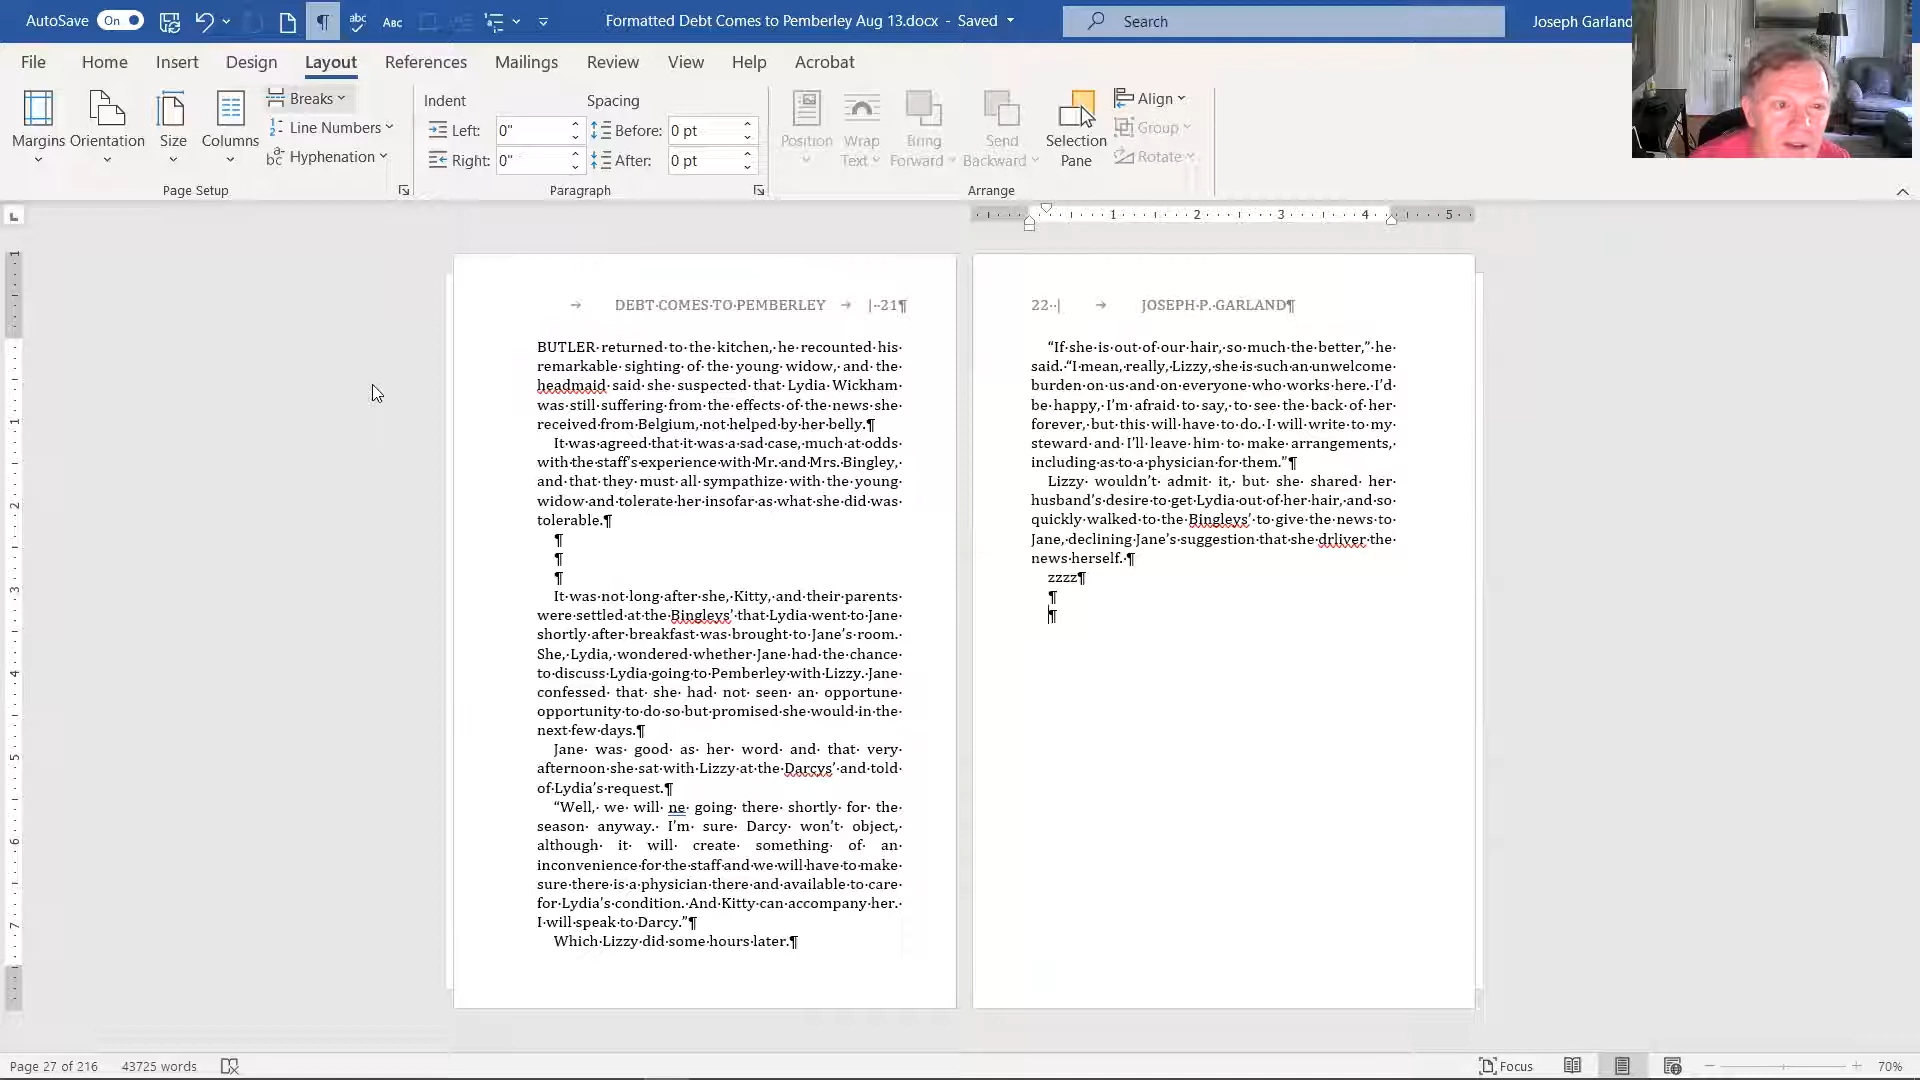 AutoSave On Formatted Debt Comes to Pemberley Aug 13.docx - Saved Search Joseph Garland
File Home Insert Design Layout References Mailings Review View Help Acrobat
Margins Orientation Size Columns
Breaks
Line Numbers
Hyphenation
Page Setup
Indent
Left: 0"
Right: 0"
Spacing
Before: 0 pt
After: 0 pt
Paragraph
Position Wrap Text Bring Forward Send Backward Selection Pane
Align
Group
Rotate
Arrange
DEBT COMES TO PEMBERLEY | 21¶
BUTLER returned to the kitchen, he recounted his
remarkable sighting of the young widow, and the
headmaid said she suspected that Lydia Wickham
was still suffering from the effects of the news she
received from Belgium, not helped by her belly.¶
It was agreed that it was a sad case, much at odds
with the staff’s experience with Mr. and Mrs. Bingley,
and that they must all sympathize with the young
widow and tolerate her insofar as what she did was
tolerable.¶
¶
¶
¶
It was not long after she, Kitty, and their parents
were settled at the Bingleys’ that Lydia went to Jane
shortly after breakfast was brought to Jane’s room.
She, Lydia, wondered whether Jane had the chance
to discuss Lydia going to Pemberley with Lizzy. Jane
confessed that she had not seen an opportune
opportunity to do so but promised she would in the
next few days.¶
Jane was good as her word and that very
afternoon she sat with Lizzy at the Darcys’ and told
of Lydia’s request.¶
“Well, we will ne going there shortly for the
season anyway. I’m sure Darcy won’t object,
although it will create something of an
inconvenience for the staff and we will have to make
sure there is a physician there and available to care
for Lydia’s condition. And Kitty can accompany her.
I will speak to Darcy.”¶
Which Lizzy did some hours later.¶
22 | JOSEPH P. GARLAND¶
“If she is out of our hair, so much the better,” he
said. “I mean, really, Lizzy, she is such an unwelcome
burden on us and on everyone who works here. I’d
be happy, I’m afraid to say, to see the back of her
forever, but this will have to do. I will write to my
steward and I’ll leave him to make arrangements,
including as to a physician for them.”¶
Lizzy wouldn’t admit it, but she shared her
husband’s desire to get Lydia out of her hair, and so
quickly walked to the Bingleys’ to give the news to
Jane, declining Jane’s suggestion that she drliver the
news herself. ¶
zzzz¶
¶
¶
Page 27 of 216 43725 words Focus 70%